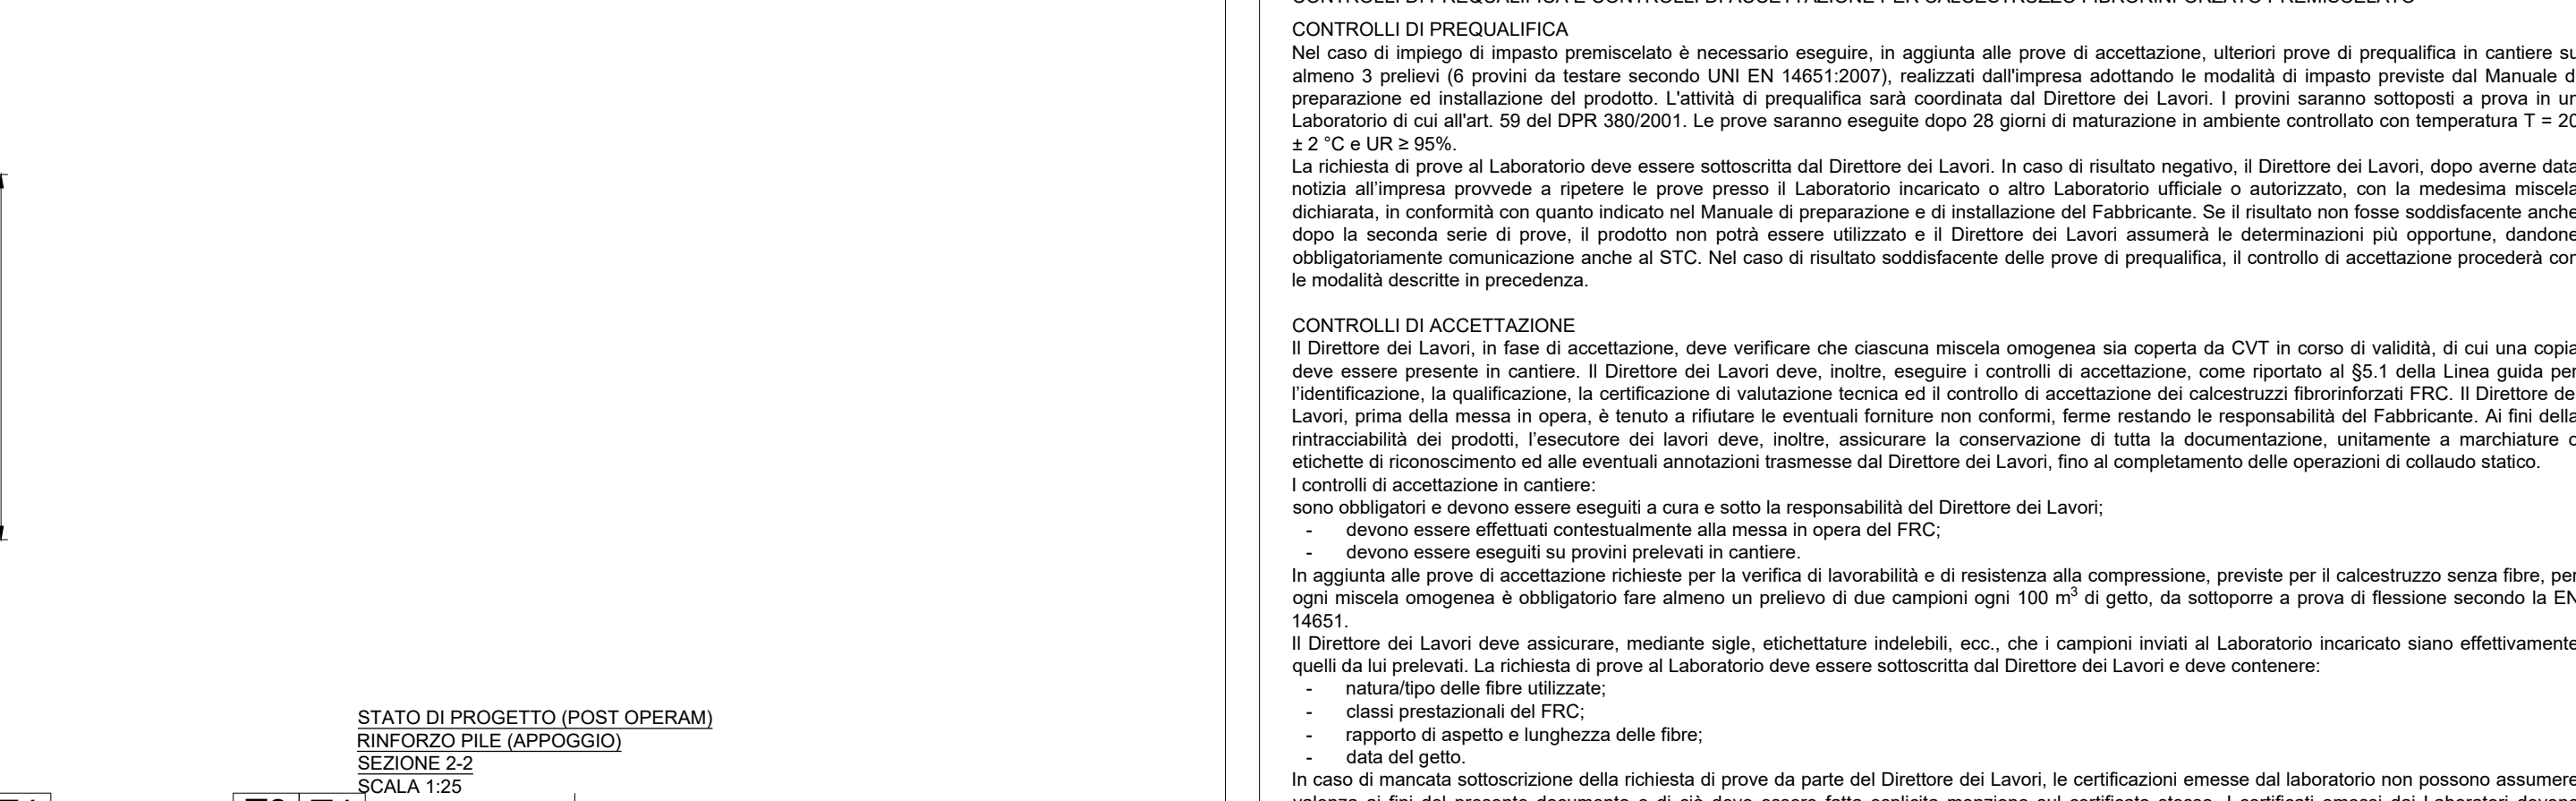 CONTROLLI DI PREQUALIFICA E CONTROLLI DI ACCETTAZIONE PER CALCESTRUZZO FIBRORINFORZATO PREMISCELATO
CONTROLLI DI PREQUALIFICA
Nel caso di impiego di impasto premiscelato è necessario eseguire, in aggiunta alle prove di accettazione, ulteriori prove di prequalifica in cantiere su
almeno 3 prelievi (6 provini da testare secondo UNI EN 14651:2007), realizzati dall'impresa adottando le modalità di impasto previste dal Manuale d
preparazione ed installazione del prodotto. L'attività di prequalifica sarà coordinata dal Direttore dei Lavori. I provini saranno sottoposti a prova in un
Laboratorio di cui all'art. 59 del DPR 380/2001. Le prove saranno eseguite dopo 28 giorni di maturazione in ambiente controllato con temperatura T = 20
± 2 °C e UR ≥ 95%.
La richiesta di prove al Laboratorio deve essere sottoscritta dal Direttore dei Lavori. In caso di risultato negativo, il Direttore dei Lavori, dopo averne data
notizia all’impresa provvede a ripetere le prove presso il Laboratorio incaricato o altro Laboratorio ufficiale o autorizzato, con la medesima miscela
dichiarata, in conformità con quanto indicato nel Manuale di preparazione e di installazione del Fabbricante. Se il risultato non fosse soddisfacente anche
dopo la seconda serie di prove, il prodotto non potrà essere utilizzato e il Direttore dei Lavori assumerà le determinazioni più opportune, dandone
obbligatoriamente comunicazione anche al STC. Nel caso di risultato soddisfacente delle prove di prequalifica, il controllo di accettazione procederà con
le modalità descritte in precedenza.
CONTROLLI DI ACCETTAZIONE
Il Direttore dei Lavori, in fase di accettazione, deve verificare che ciascuna miscela omogenea sia coperta da CVT in corso di validità, di cui una copia
deve essere presente in cantiere. Il Direttore dei Lavori deve, inoltre, eseguire i controlli di accettazione, come riportato al §5.1 della Linea guida per
l’identificazione, la qualificazione, la certificazione di valutazione tecnica ed il controllo di accettazione dei calcestruzzi fibrorinforzati FRC. Il Direttore de
Lavori, prima della messa in opera, è tenuto a rifiutare le eventuali forniture non conformi, ferme restando le responsabilità del Fabbricante. Ai fini della
rintracciabilità dei prodotti, l’esecutore dei lavori deve, inoltre, assicurare la conservazione di tutta la documentazione, unitamente a marchiature o
etichette di riconoscimento ed alle eventuali annotazioni trasmesse dal Direttore dei Lavori, fino al completamento delle operazioni di collaudo statico.
I controlli di accettazione in cantiere:
sono obbligatori e devono essere eseguiti a cura e sotto la responsabilità del Direttore dei Lavori;
- devono essere effettuati contestualmente alla messa in opera del FRC;
- devono essere eseguiti su provini prelevati in cantiere.
In aggiunta alle prove di accettazione richieste per la verifica di lavorabilità e di resistenza alla compressione, previste per il calcestruzzo senza fibre, per
ogni miscela omogenea è obbligatorio fare almeno un prelievo di due campioni ogni 100 m³ di getto, da sottoporre a prova di flessione secondo la EN
14651.
Il Direttore dei Lavori deve assicurare, mediante sigle, etichettature indelebili, ecc., che i campioni inviati al Laboratorio incaricato siano effettivamente
quelli da lui prelevati. La richiesta di prove al Laboratorio deve essere sottoscritta dal Direttore dei Lavori e deve contenere:
- natura/tipo delle fibre utilizzate;
- classi prestazionali del FRC;
- rapporto di aspetto e lunghezza delle fibre;
- data del getto.
In caso di mancata sottoscrizione della richiesta di prove da parte del Direttore dei Lavori, le certificazioni emesse dal laboratorio non possono assumere
STATO DI PROGETTO (POST OPERAM)
RINFORZO PILE (APPOGGIO)
SEZIONE 2-2
SCALA 1:25